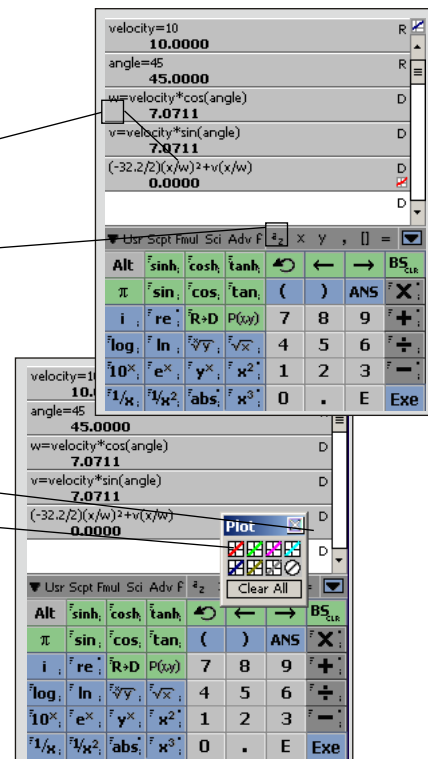 velocity=10 R
10.0000
angle=45 R
45.0000
w=velocity*cos(angle) D
7.0711
v=velocity*sin(angle) D
7.0711
(-32.2/2)(x/w)²+v(x/w) D
0.0000
D
▼ Usr Scpt Fmul Sci Adv F a z x y , [] =
Alt sinh cosh tanh ← → BS CLR
π sin cos tan ( ) ANS ×
i re R→D P(x,y) 7 8 9 +
log ln ˣ√y √x 4 5 6 ÷
10ˣ eˣ yˣ x² 1 2 3 −
1/x 1/x² abs x³ 0 . E Exe
velocity=1
10.
angle=45
45.0000
w=velocity*cos(angle) D
7.0711
v=velocity*sin(angle) D
7.0711
(-32.2/2)(x/w)²+v(x/w) D
0.0000
D
Plot
Clear All
▼ Usr Scpt Fmul Sci Adv F a z
Alt sinh cosh tanh ← → BS CLR
π sin cos tan ( ) ANS ×
i re R→D P(x,y) 7 8 9 +
log ln ˣ√y √x 4 5 6 ÷
10ˣ eˣ yˣ x² 1 2 3 −
1/x 1/x² abs x³ 0 . E Exe